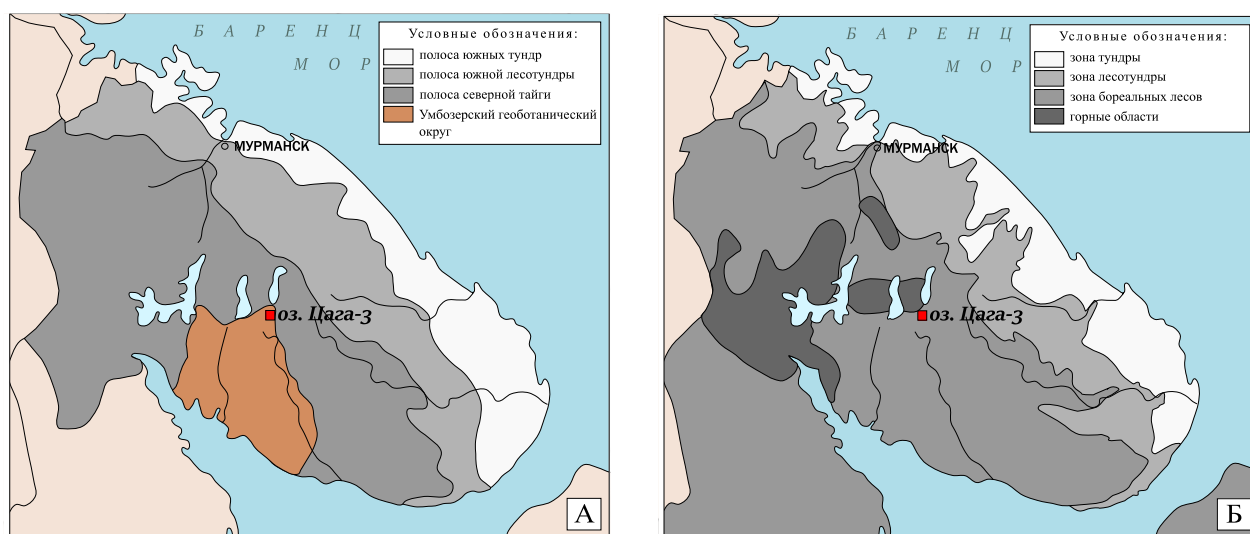 Б А Р Е Н Ц
М О Р
Условные обозначения:
полоса южных тундр
полоса южной лесотундры
полоса северной тайги
Умбозерский геоботанический
округ
МУРМАНСК
оз. Цага-3
А
Б А Р Е Н Ц
М О Р
Условные обозначения:
зона тундры
зона лесотундры
зона бореальных лесов
горные области
МУРМАНСК
оз. Цага-3
Б